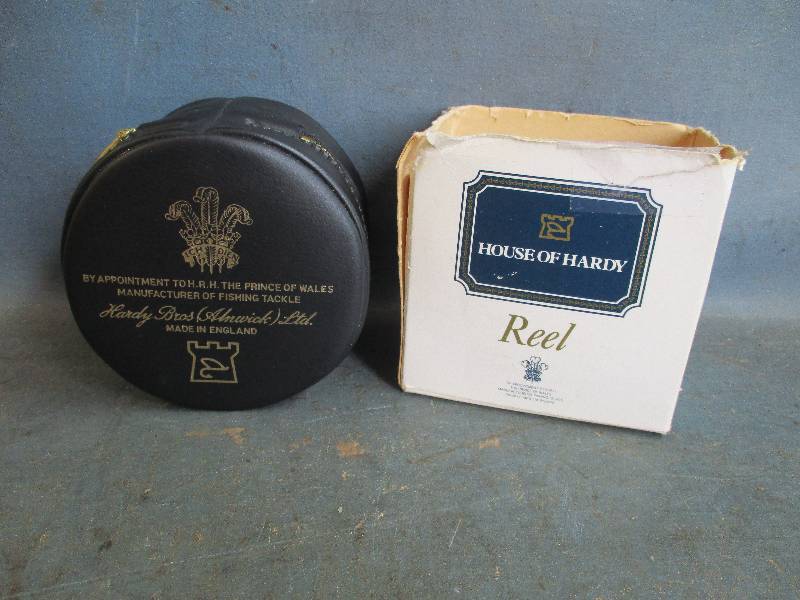 BY APPOINTMENT TO H.R.H. THE PRINCE OF WALES
MANUFACTURER OF FISHING TACKLE
Hardy Bros (Alnwick) Ltd.
MADE IN ENGLAND
HOUSE OF HARDY
Reel